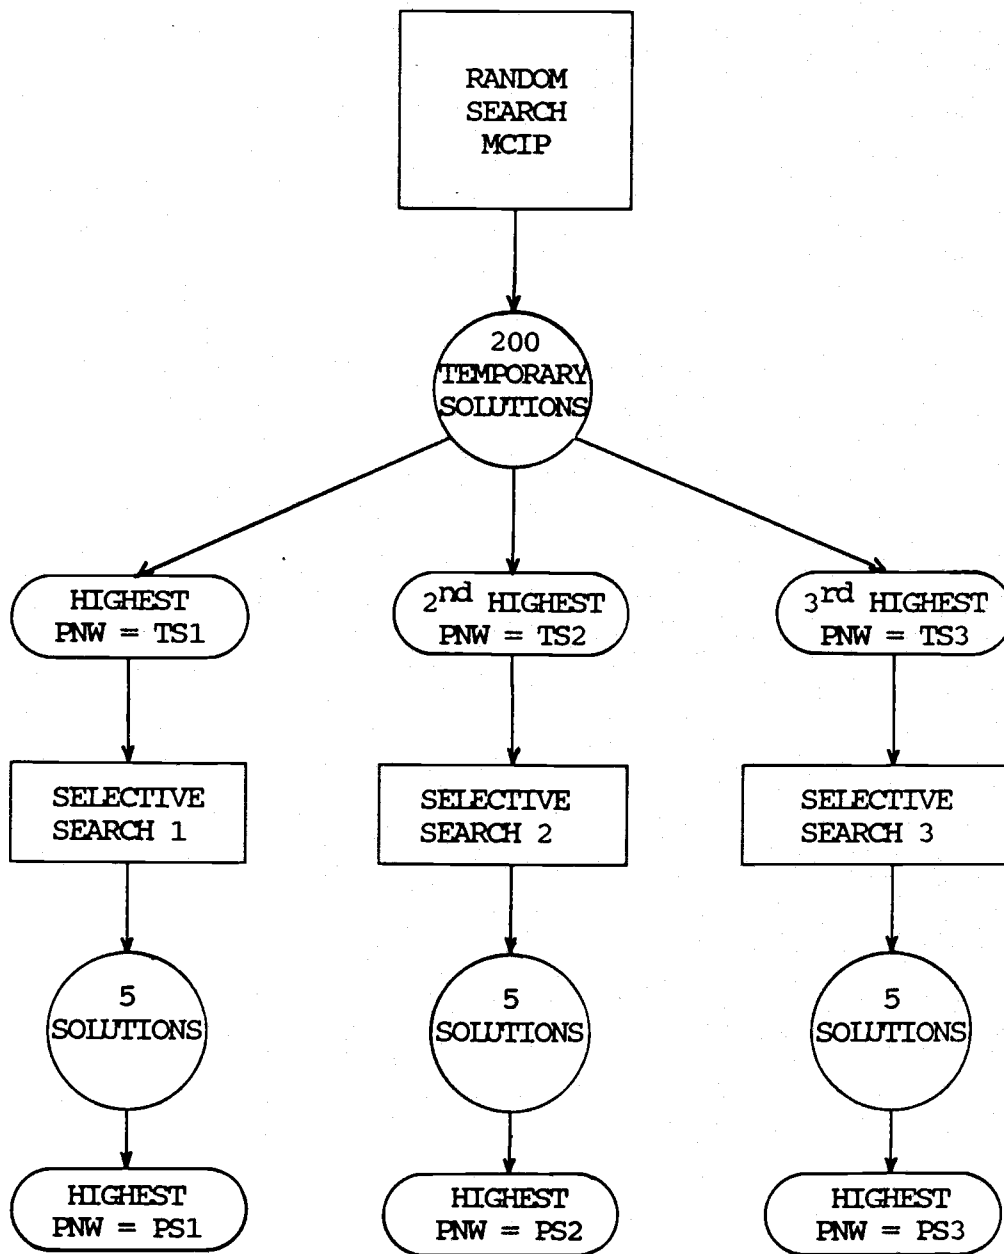 RANDOM
SEARCH
MCIP
200
TEMPORARY
SOLUTIONS
HIGHEST
PNW = TS1
2nd HIGHEST
PNW = TS2
3rd HIGHEST
PNW = TS3
SELECTIVE
SEARCH 1
SELECTIVE
SEARCH 2
SELECTIVE
SEARCH 3
5
SOLUTIONS
5
SOLUTIONS
5
SOLUTIONS
HIGHEST
PNW = PS1
HIGHEST
PNW = PS2
HIGHEST
PNW = PS3